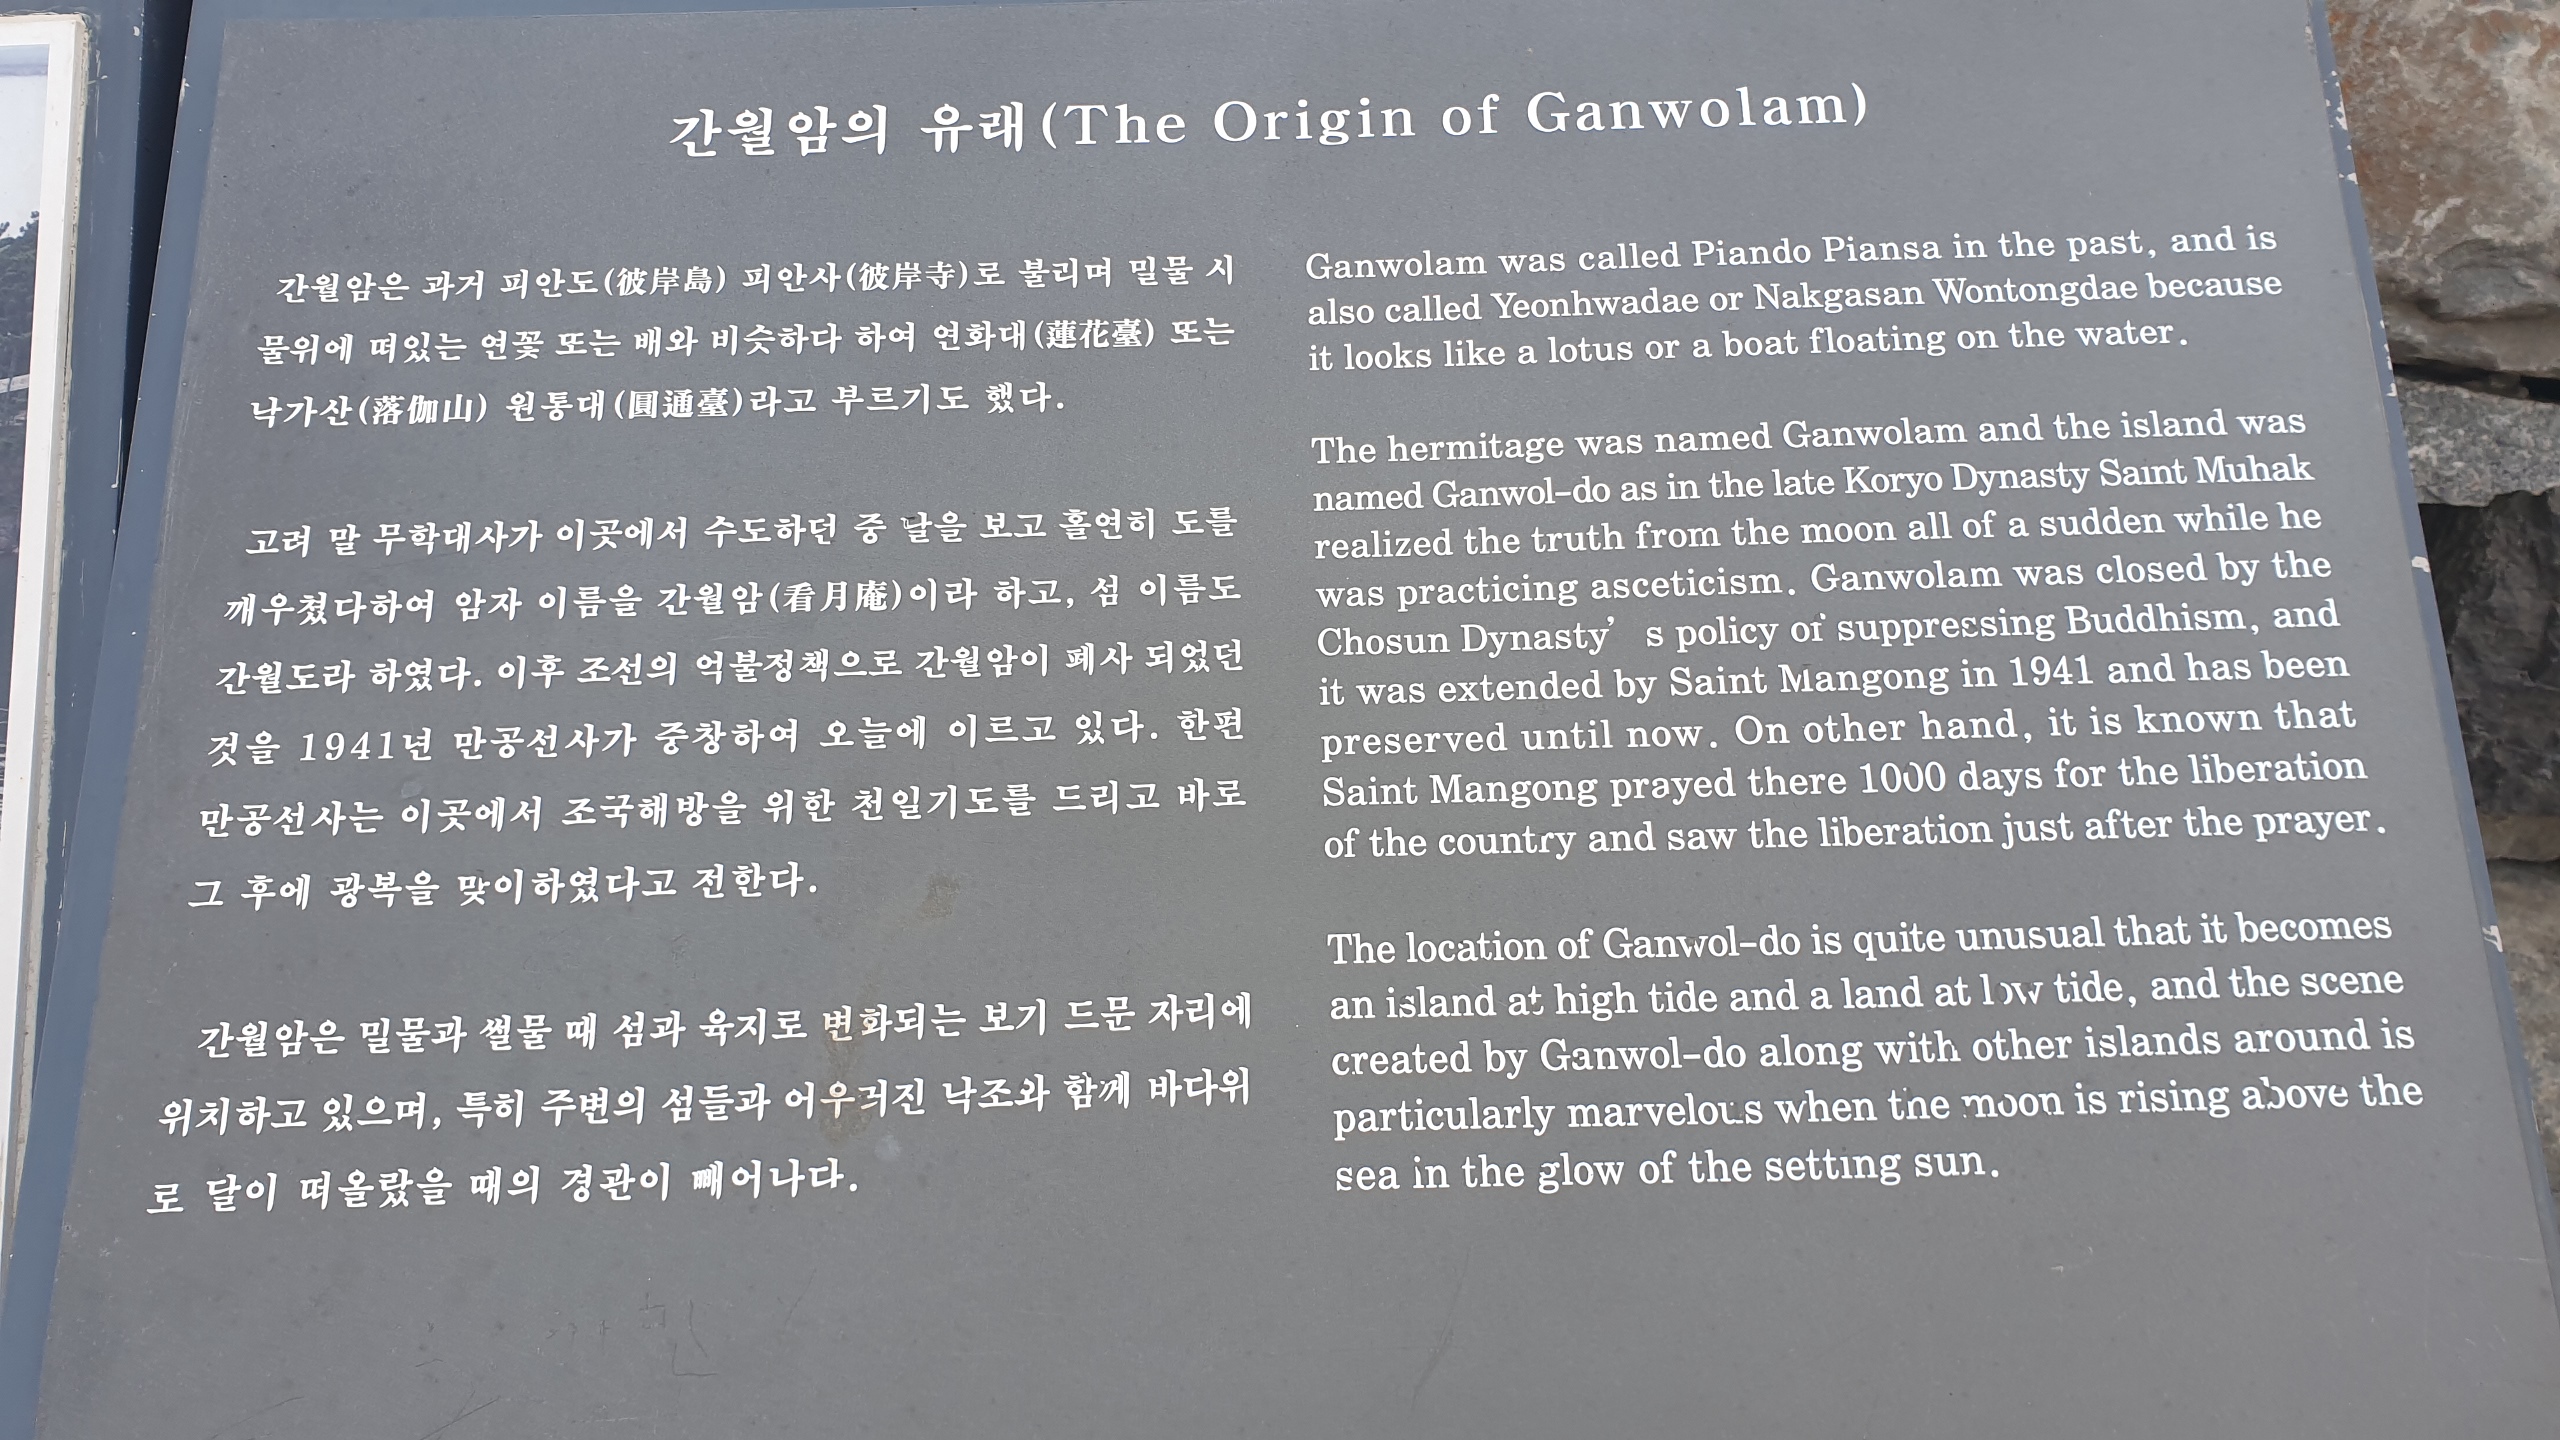 간월암의 유래(The Origin of Ganwolam)
간월암은 과거 피안도(彼岸島) 피안사(彼岸寺)로 불리며 밀물 시
물위에 떠있는 연꽃 또는 배와 비슷하다 하여 연화대(蓮花臺) 또는
낙가산(落伽山) 원통대(圓通臺)라고 부르기도 했다.
고려 말 무학대사가 이곳에서 수도하던 중 달을 보고 홀연히 도를
깨우쳤다하여 암자 이름을 간월암(看月庵)이라 하고, 섬 이름도
간월도라 하였다. 이후 조선의 억불정책으로 간월암이 폐사 되었던
것을 1941년 만공선사가 중창하여 오늘에 이르고 있다. 한편
만공선사는 이곳에서 조국해방을 위한 천일기도를 드리고 바로
그 후에 광복을 맞이하였다고 전한다.
간월암은 밀물과 썰물 때 섬과 육지로 변화되는 보기 드문 자리에
위치하고 있으며, 특히 주변의 섬들과 어우러진 낙조와 함께 바다위
로 달이 떠올랐을 때의 경관이 빼어나다.
Ganwolam was called Piando Piansa in the past, and is
also called Yeonhwadae or Nakgasan Wontongdae because
it looks like a lotus or a boat floating on the water.
The hermitage was named Ganwolam and the island was
named Ganwol-do as in the late Koryo Dynasty Saint Muhak
realized the truth from the moon all of a sudden while he
was practicing asceticism. Ganwolam was closed by the
Chosun Dynasty’ s policy of suppressing Buddhism, and
it was extended by Saint Mangong in 1941 and has been
preserved until now. On other hand, it is known that
Saint Mangong prayed there 1000 days for the liberation
of the country and saw the liberation just after the prayer.
The location of Ganwol-do is quite unusual that it becomes
an island at high tide and a land at low tide, and the scene
created by Ganwol-do along with other islands around is
particularly marvelous when the moon is rising above the
sea in the glow of the setting sun.